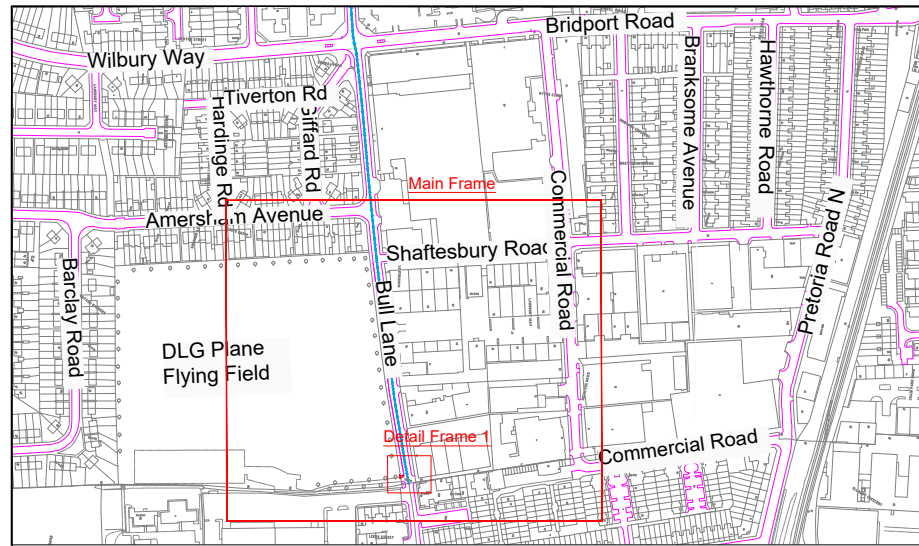 Bridport Road
Wilbury Way
Tiverton Rd
Hardinge Rd
Giffard Rd
Branksome Avenue
Hawthorne Road
Main Frame
Amersham Avenue
Commercial Road
Pretoria Road N
Shaftesbury Road
Barclay Road
Bull Lane
DLG Plane
Flying Field
Detail Frame 1
Commercial Road